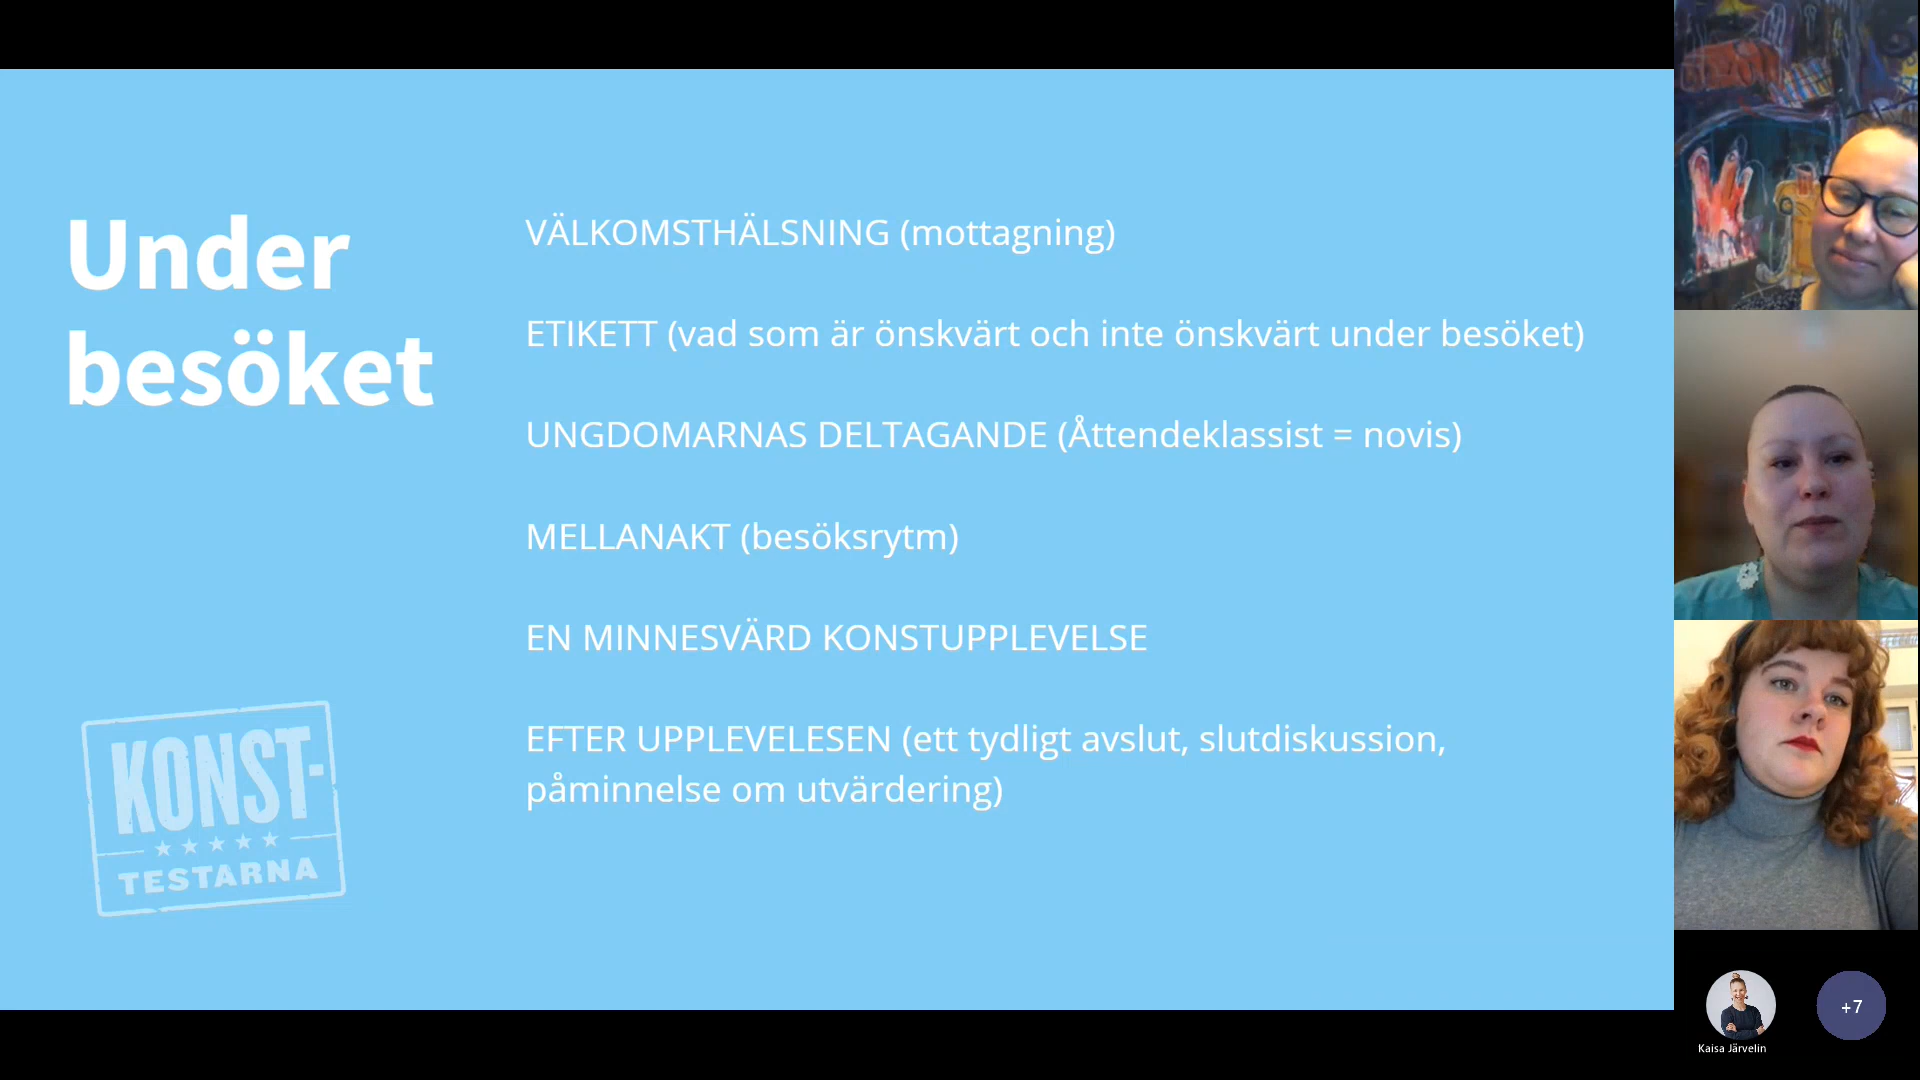 Under
besöket
VÄLKOMSTHÄLSNING (mottagning)
ETIKETT (vad som är önskvärt och inte önskvärt under besöket)
UNGDOMARNAS DELTAGANDE (Åttendeklassist = novis)
MELLANAKT (besöksrytm)
EN MINNESVÄRD KONSTUPPLEVELSE
EFTER UPPLEVELESEN (ett tydligt avslut, slutdiskussion,
påminnelse om utvärdering)
KONST-
TESTARNA
Kaisa Järvelin
+7